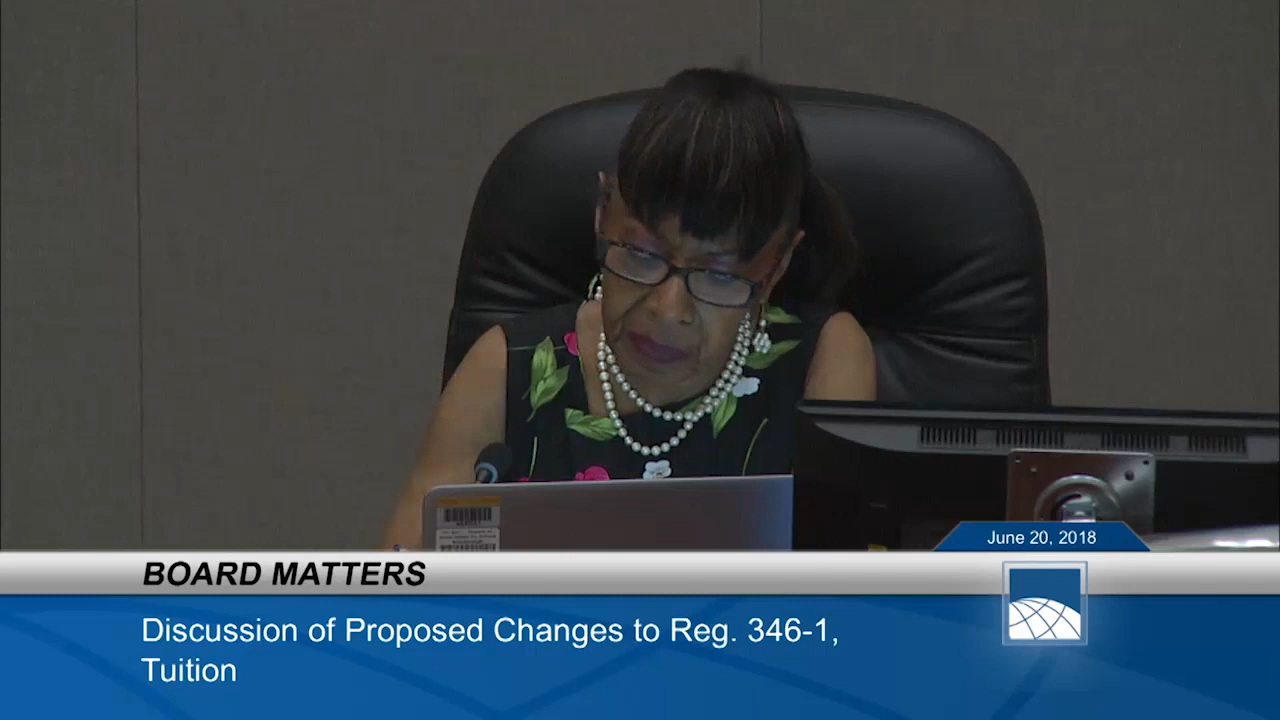 June 20, 2018
BOARD MATTERS
Discussion of Proposed Changes to Reg. 346-1,
Tuition